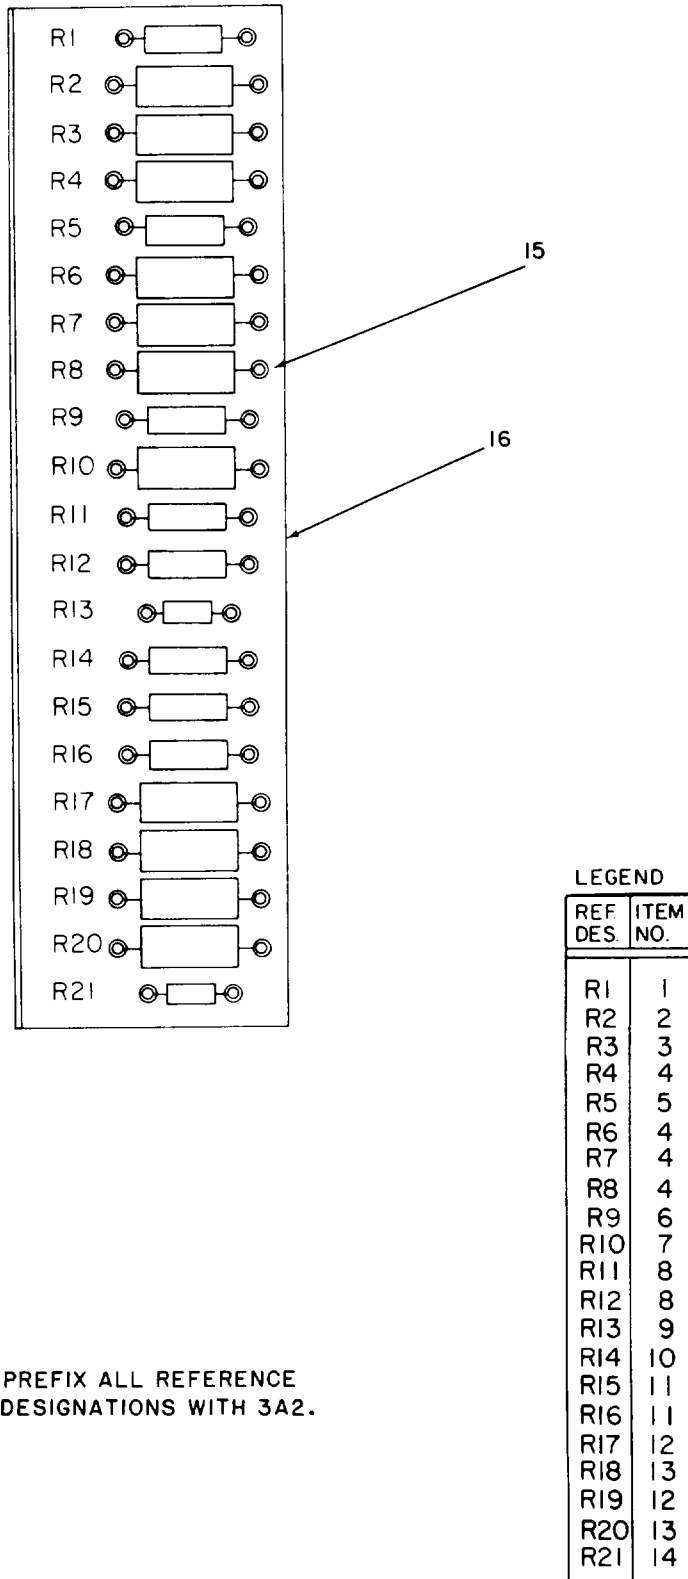 R1
R2
R3
R4
R5
R6
R7
R8
R9
R10
R11
R12
R13
R14
R15
R16
R17
R18
R19
R20
R21
15
16
LEGEND
REF. ITEM
DES. NO.
R1 1
R2 2
R3 3
R4 4
R5 5
R6 4
R7 4
R8 4
R9 6
R10 7
R11 8
R12 8
R13 9
R14 10
R15 11
R16 11
R17 12
R18 13
R19 12
R20 13
R21 14
PREFIX ALL REFERENCE
DESIGNATIONS WITH 3A2.